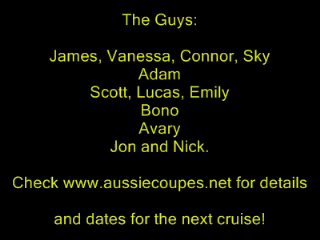 The Guys:
James, Vanessa, Connor, Sky
Adam
Scott, Lucas, Emily
Bono
Avary
Jon and Nick.
Check www.aussiecoupes.net for details
and dates for the next cruise!